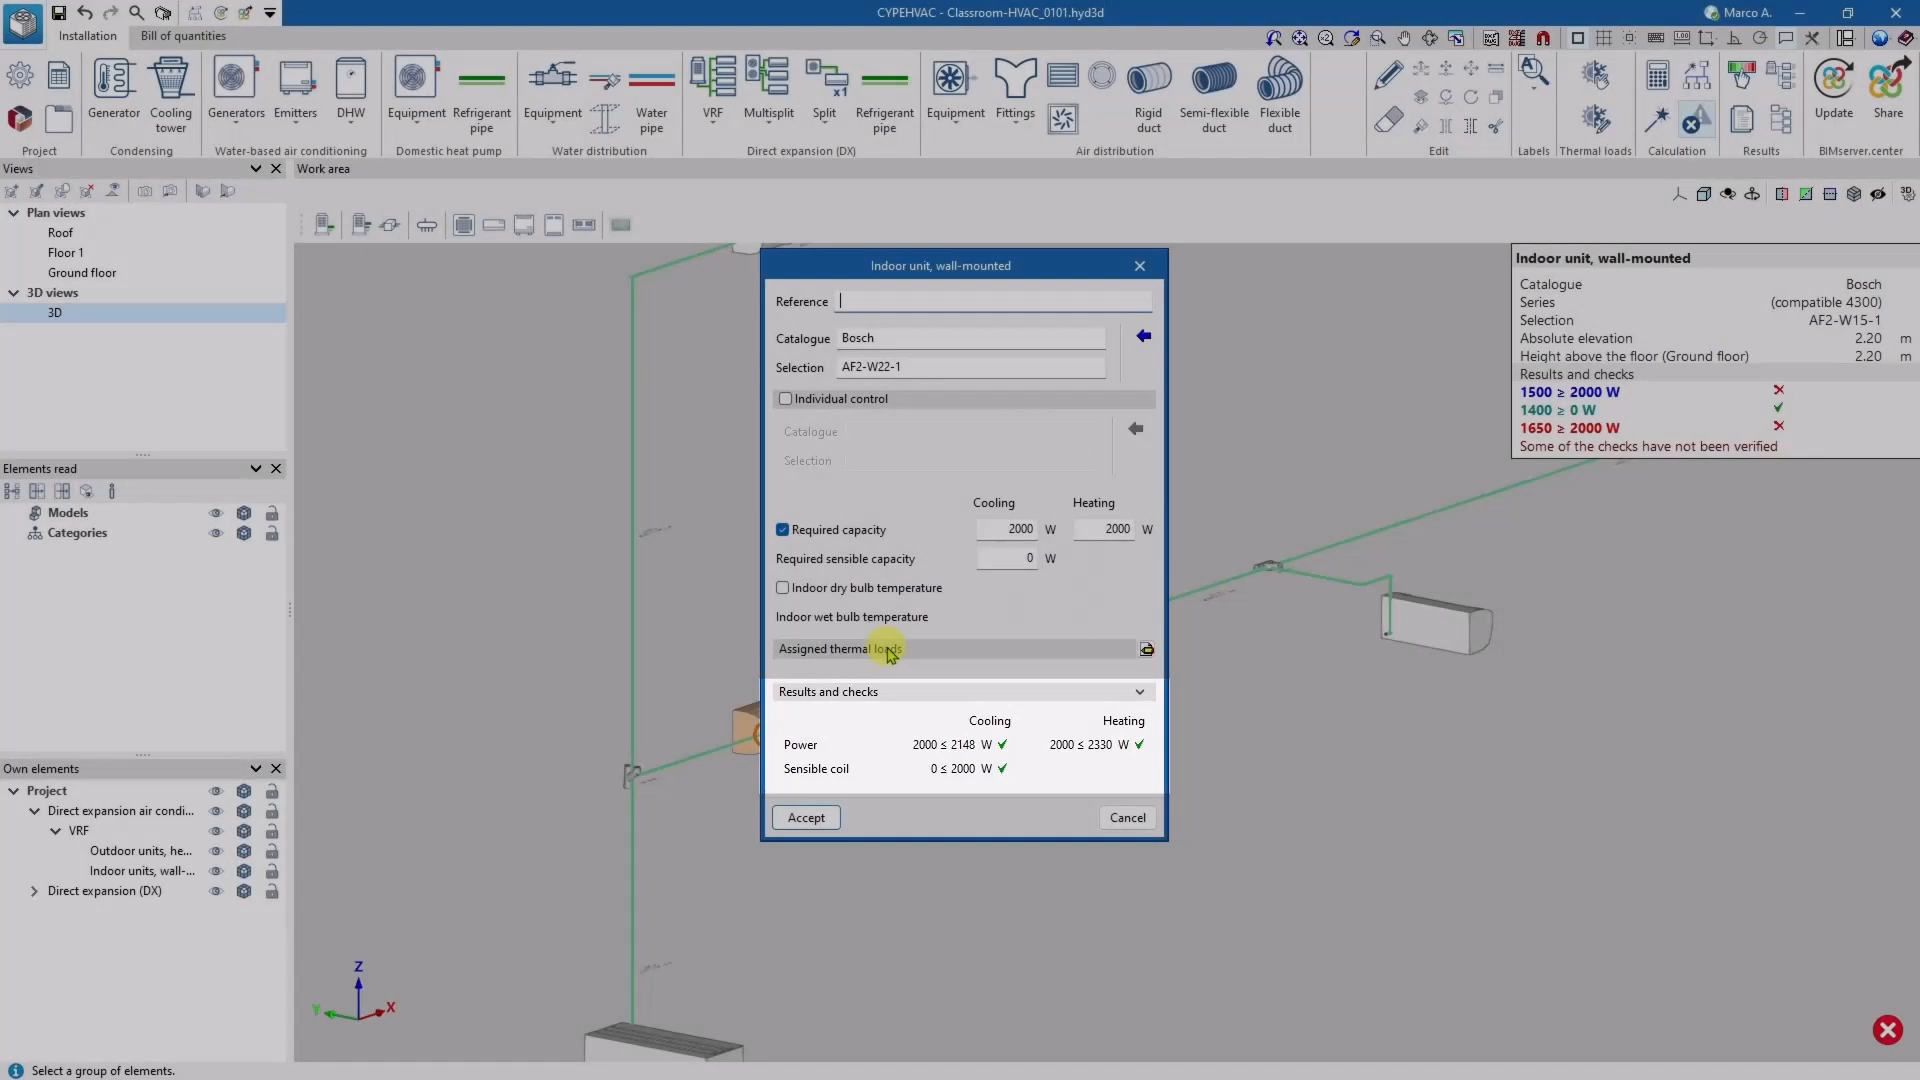 CYPEHVAC - Classroom-HVAC_0101.hyd3d
Marco A.
Installation
Bill of quantities
Generator
Cooling tower
Generators
Emitters
DHW
Equipment
Refrigerant pipe
Equipment
Water pipe
VRF
Multisplit
Split
x1
Refrigerant pipe
Equipment
Fittings
Rigid duct
Semi-flexible duct
Flexible duct
Update
Share
Project
Condensing
Water-based air conditioning
Domestic heat pump
Water distribution
Direct expansion (DX)
Air distribution
Edit
Labels
Thermal loads
Calculation
Results
BIMserver.center
Views
Work area
Plan views
Roof
Floor 1
Ground floor
3D views
3D
Elements read
Models
Categories
Own elements
Project
Direct expansion air condi...
VRF
Outdoor units, he...
Indoor units, wall-...
Direct expansion (DX)
Z
Y
X
Indoor unit, wall-mounted
Reference
Catalogue Bosch
Selection AF2-W22-1
Individual control
Catalogue
Selection
Cooling Heating
Required capacity 2000 W 2000 W
Required sensible capacity 0 W
Indoor dry bulb temperature
Indoor wet bulb temperature
Assigned thermal loads
Results and checks
Cooling Heating
Power 2000 ≤ 2148 W 2000 ≤ 2330 W
Sensible coil 0 ≤ 2000 W
Accept
Cancel
Indoor unit, wall-mounted
Catalogue Bosch
Series (compatible 4300)
Selection AF2-W15-1
Absolute elevation 2.20 m
Height above the floor (Ground floor) 2.20 m
Results and checks
1500 ≥ 2000 W
1400 ≥ 0 W
1650 ≥ 2000 W
Some of the checks have not been verified
Select a group of elements.